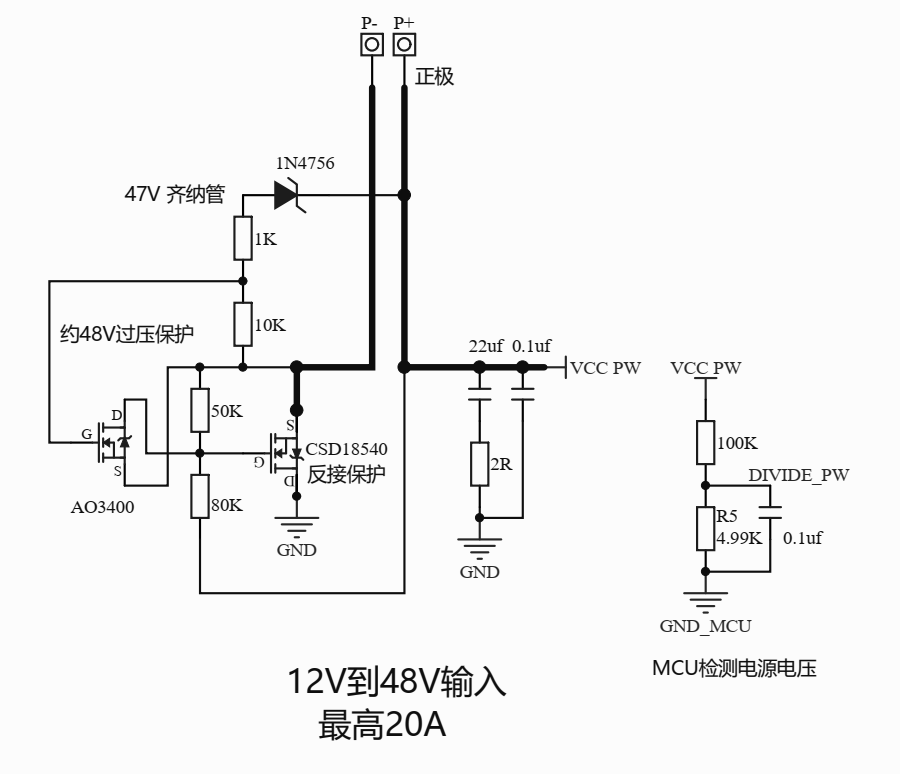 P- P+
正极
1N4756
47V 齐纳管
1K
约48V过压保护
10K
22uf 0.1uf
VCC PW
VCC PW
50K
D
G
S
AO3400
S
G
D
CSD18540
反接保护
80K
GND
2R
GND
100K
DIVIDE_PW
R5
4.99K
0.1uf
GND_MCU
MCU检测电源电压
12V到48V输入
最高20A